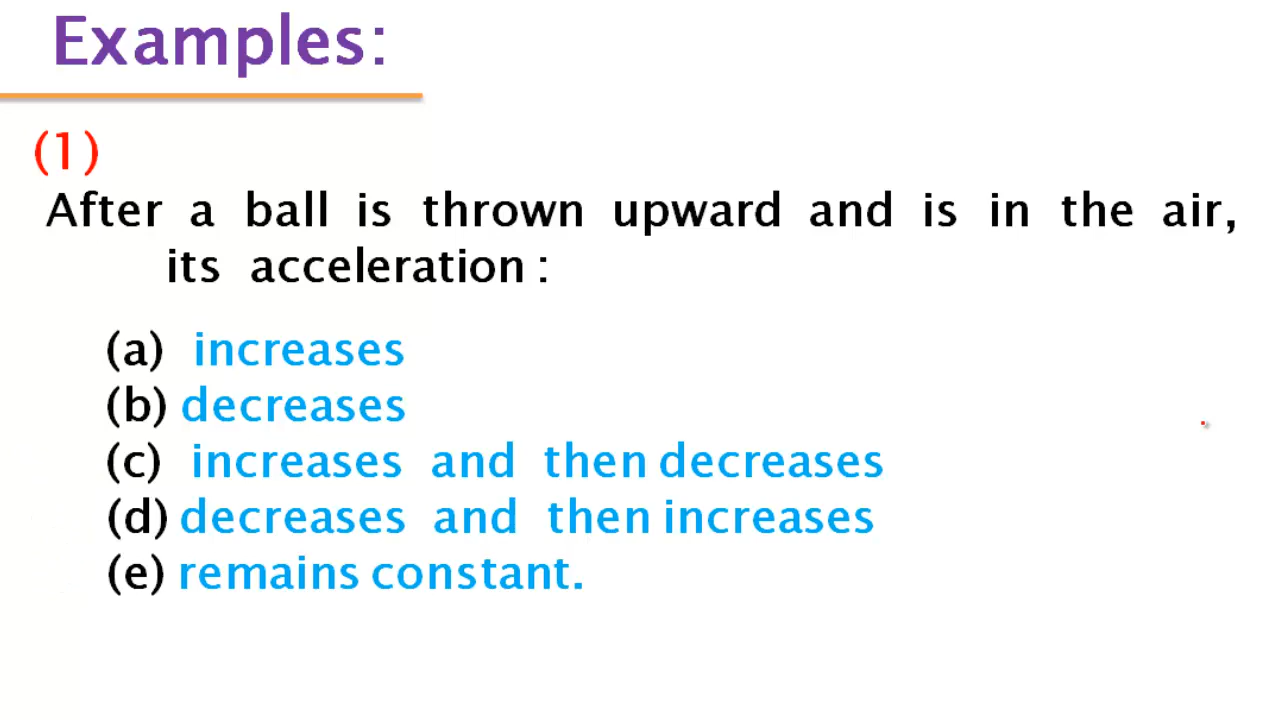 Examples:
(1)
After a ball is thrown upward and is in the air,
its acceleration :
(a) increases
(b) decreases
(c) increases and then decreases
(d) decreases and then increases
(e) remains constant.